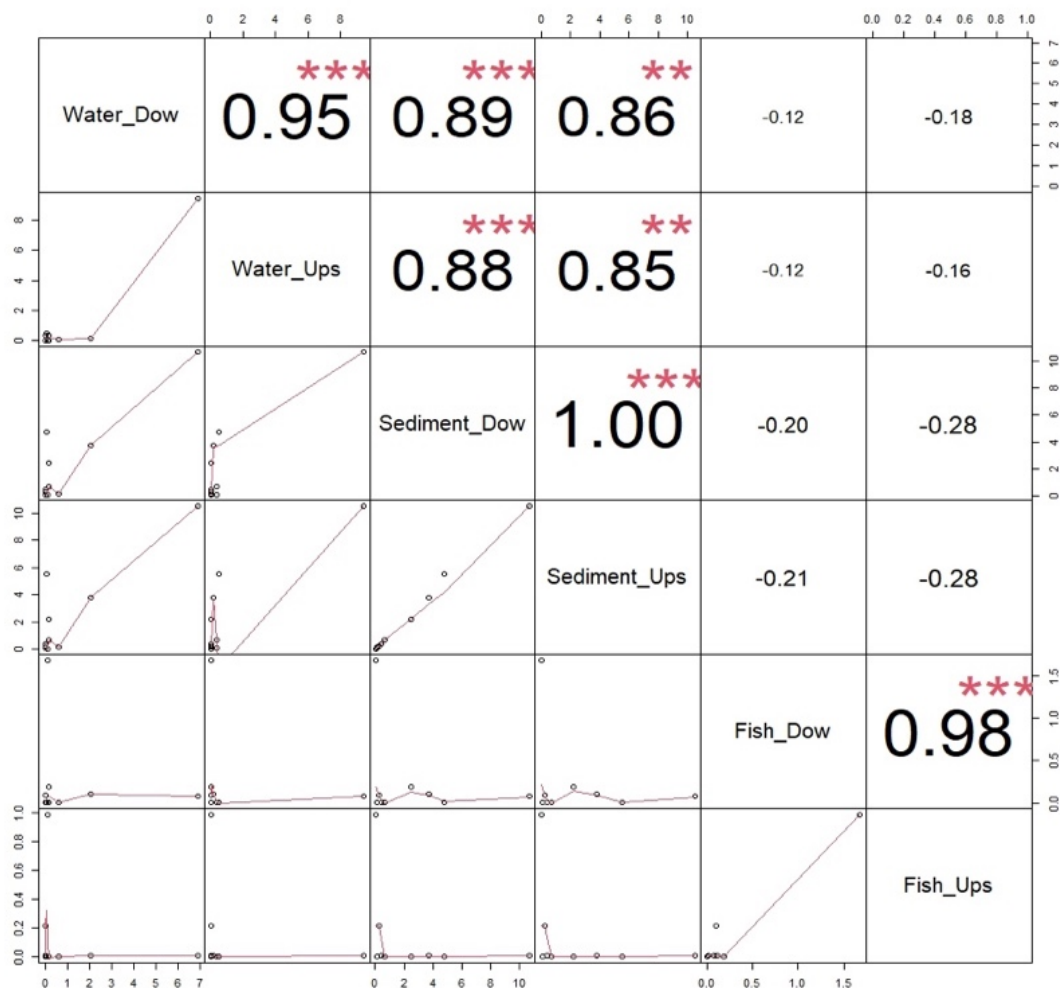 0 2 4 6 8
0 2 4 6 8 10
0.0 0.2 0.4 0.6 0.8 1.0
Water_Dow
***
0.95
***
0.89
**
0.86
-0.12
-0.18
0 1 2 3 4 5 6 7
0 2 4 6 8
Water_Ups
***
0.88
**
0.85
-0.12
-0.16
Sediment_Dow
***
1.00
-0.20
-0.28
0 2 4 6 8 10
0 2 4 6 8 10
Sediment_Ups
-0.21
-0.28
Fish_Dow
***
0.98
0.0 0.5 1.0 1.5
0.0 0.2 0.4 0.6 0.8 1.0
Fish_Ups
0 1 2 3 4 5 6 7
0 2 4 6 8 10
0.0 0.5 1.0 1.5